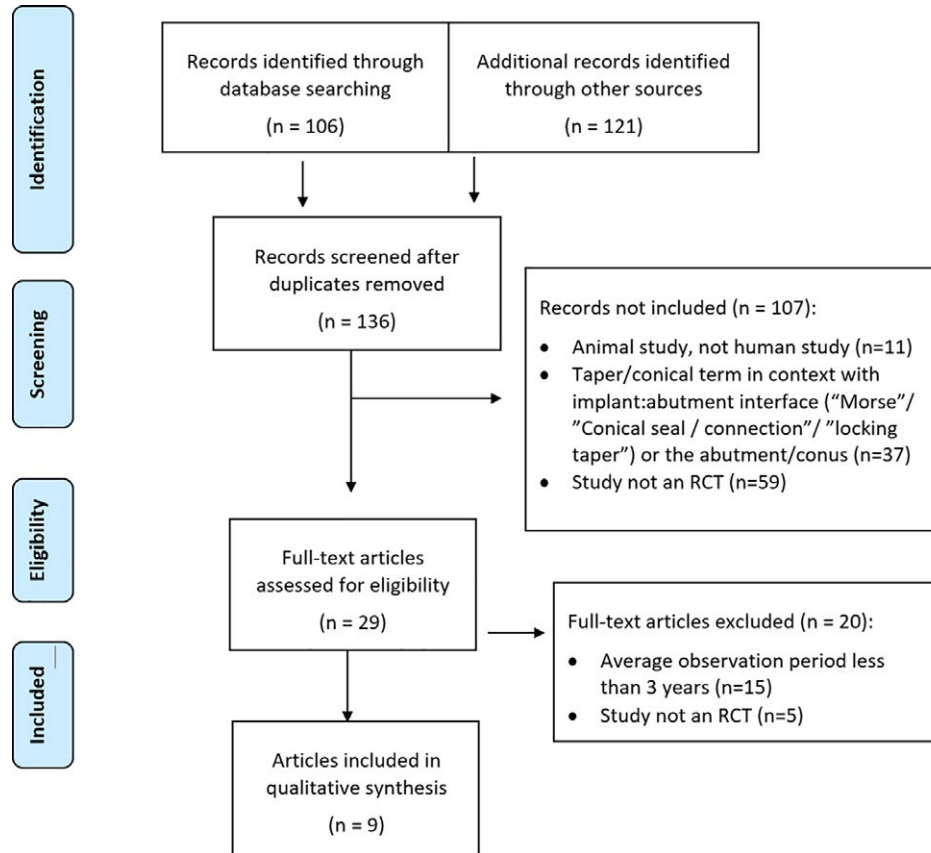 Identification
Records identified through
database searching
(n = 106)
Additional records identified
through other sources
(n = 121)
Screening
Records screened after
duplicates removed
(n = 136)
Records not included (n = 107):
● Animal study, not human study (n=11)
● Taper/conical term in context with
implant:abutment interface (“Morse”/
”Conical seal / connection”/ ”locking
taper”) or the abutment/conus (n=37)
● Study not an RCT (n=59)
Eligibility
Full-text articles
assessed for eligibility
(n = 29)
Full-text articles excluded (n = 20):
● Average observation period less
than 3 years (n=15)
● Study not an RCT (n=5)
Included
Articles included in
qualitative synthesis
(n = 9)